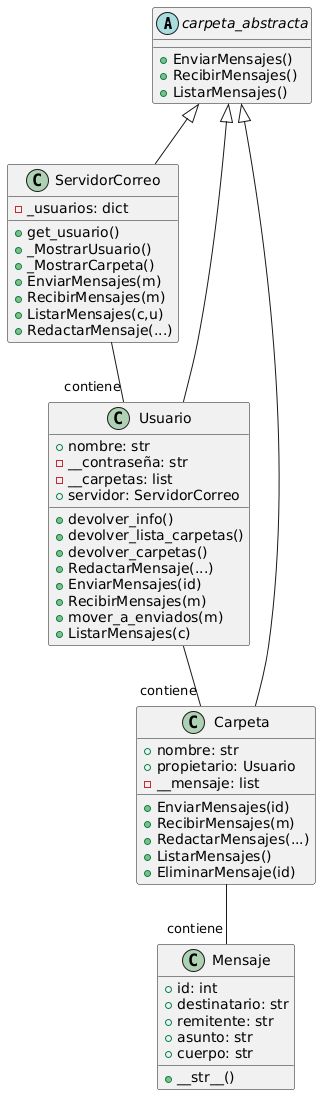 A carpeta_abstracta
EnviarMensajes()
RecibirMensajes()
ListarMensajes()
C ServidorCorreo
_usuarios: dict
get_usuario()
_MostrarUsuario()
_MostrarCarpeta()
EnviarMensajes(m)
RecibirMensajes(m)
ListarMensajes(c,u)
RedactarMensaje(...)
contiene
C Usuario
nombre: str
__contraseña: str
__carpetas: list
servidor: ServidorCorreo
devolver_info()
devolver_lista_carpetas()
devolver_carpetas()
RedactarMensaje(...)
EnviarMensajes(id)
RecibirMensajes(m)
mover_a_enviados(m)
ListarMensajes(c)
contiene
C Carpeta
nombre: str
propietario: Usuario
__mensaje: list
EnviarMensajes(id)
RecibirMensajes(m)
RedactarMensajes(...)
ListarMensajes()
EliminarMensaje(id)
contiene
C Mensaje
id: int
destinatario: str
remitente: str
asunto: str
cuerpo: str
__str__()